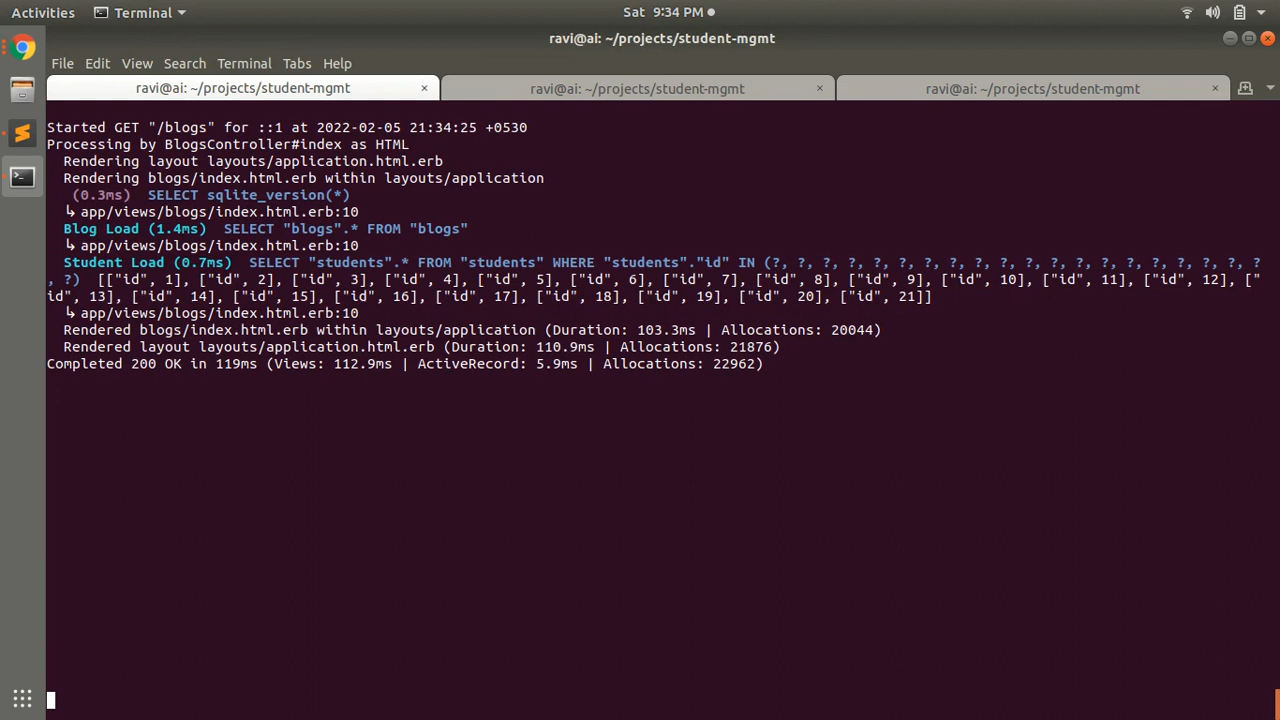 Activities Terminal Sat 9:34 PM
ravi@ai: ~/projects/student-mgmt
File Edit View Search Terminal Tabs Help
ravi@ai: ~/projects/student-mgmt × ravi@ai: ~/projects/student-mgmt × ravi@ai: ~/projects/student-mgmt ×
Started GET "/blogs" for ::1 at 2022-02-05 21:34:25 +0530
Processing by BlogsController#index as HTML
  Rendering layout layouts/application.html.erb
  Rendering blogs/index.html.erb within layouts/application
   (0.3ms)  SELECT sqlite_version(*)
  ↳ app/views/blogs/index.html.erb:10
  Blog Load (1.4ms)  SELECT "blogs".* FROM "blogs"
  ↳ app/views/blogs/index.html.erb:10
  Student Load (0.7ms)  SELECT "students".* FROM "students" WHERE "students"."id" IN (?, ?, ?, ?, ?, ?, ?, ?, ?, ?, ?, ?, ?, ?, ?, ?, ?, ?, ?, ?
, ?)  [["id", 1], ["id", 2], ["id", 3], ["id", 4], ["id", 5], ["id", 6], ["id", 7], ["id", 8], ["id", 9], ["id", 10], ["id", 11], ["id", 12], ["
id", 13], ["id", 14], ["id", 15], ["id", 16], ["id", 17], ["id", 18], ["id", 19], ["id", 20], ["id", 21]]
  ↳ app/views/blogs/index.html.erb:10
  Rendered blogs/index.html.erb within layouts/application (Duration: 103.3ms | Allocations: 20044)
  Rendered layout layouts/application.html.erb (Duration: 110.9ms | Allocations: 21876)
Completed 200 OK in 119ms (Views: 112.9ms | ActiveRecord: 5.9ms | Allocations: 22962)